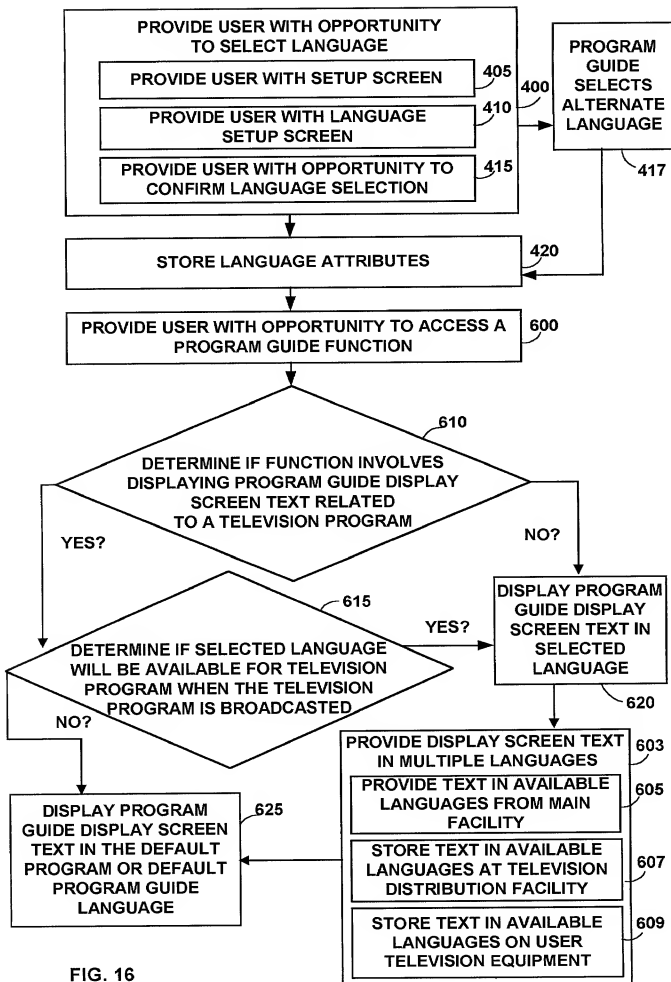 PROVIDE USER WITH OPPORTUNITY
TO SELECT LANGUAGE
PROVIDE USER WITH SETUP SCREEN
405
PROVIDE USER WITH LANGUAGE
SETUP SCREEN
410
PROVIDE USER WITH OPPORTUNITY TO
CONFIRM LANGUAGE SELECTION
415
400
PROGRAM
GUIDE
SELECTS
ALTERNATE
LANGUAGE
417
STORE LANGUAGE ATTRIBUTES
420
PROVIDE USER WITH OPPORTUNITY TO ACCESS A
PROGRAM GUIDE FUNCTION
600
610
DETERMINE IF FUNCTION INVOLVES
DISPLAYING PROGRAM GUIDE DISPLAY
SCREEN TEXT RELATED
TO A TELEVISION PROGRAM
YES?
NO?
615
DETERMINE IF SELECTED LANGUAGE
WILL BE AVAILABLE FOR TELEVISION
PROGRAM WHEN THE TELEVISION
PROGRAM IS BROADCASTED
YES?
NO?
DISPLAY PROGRAM
GUIDE DISPLAY
SCREEN TEXT IN
SELECTED
LANGUAGE
620
PROVIDE DISPLAY SCREEN TEXT
IN MULTIPLE LANGUAGES
603
PROVIDE TEXT IN AVAILABLE
LANGUAGES FROM MAIN
FACILITY
605
STORE TEXT IN AVAILABLE
LANGUAGES AT TELEVISION
DISTRIBUTION FACILITY
607
STORE TEXT IN AVAILABLE
LANGUAGES ON USER
TELEVISION EQUIPMENT
609
DISPLAY PROGRAM
GUIDE DISPLAY SCREEN
TEXT IN THE DEFAULT
PROGRAM OR DEFAULT
PROGRAM GUIDE
LANGUAGE
625
FIG. 16